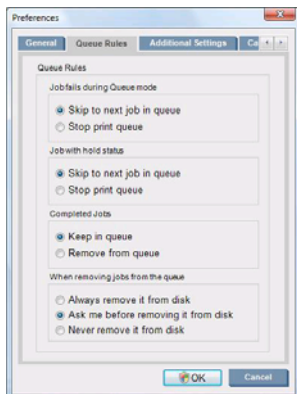 Preferences
General Queue Rules Additional Settings Ca
Queue Rules
Job fails during Queue mode
Skip to next job in queue
Stop print queue
Job with hold status
Skip to next job in queue
Stop print queue
Completed Jobs
Keep in queue
Remove from queue
When removing jobs from the queue
Always remove it from disk
Ask me before removing it from disk
Never remove it from disk
OK Cancel